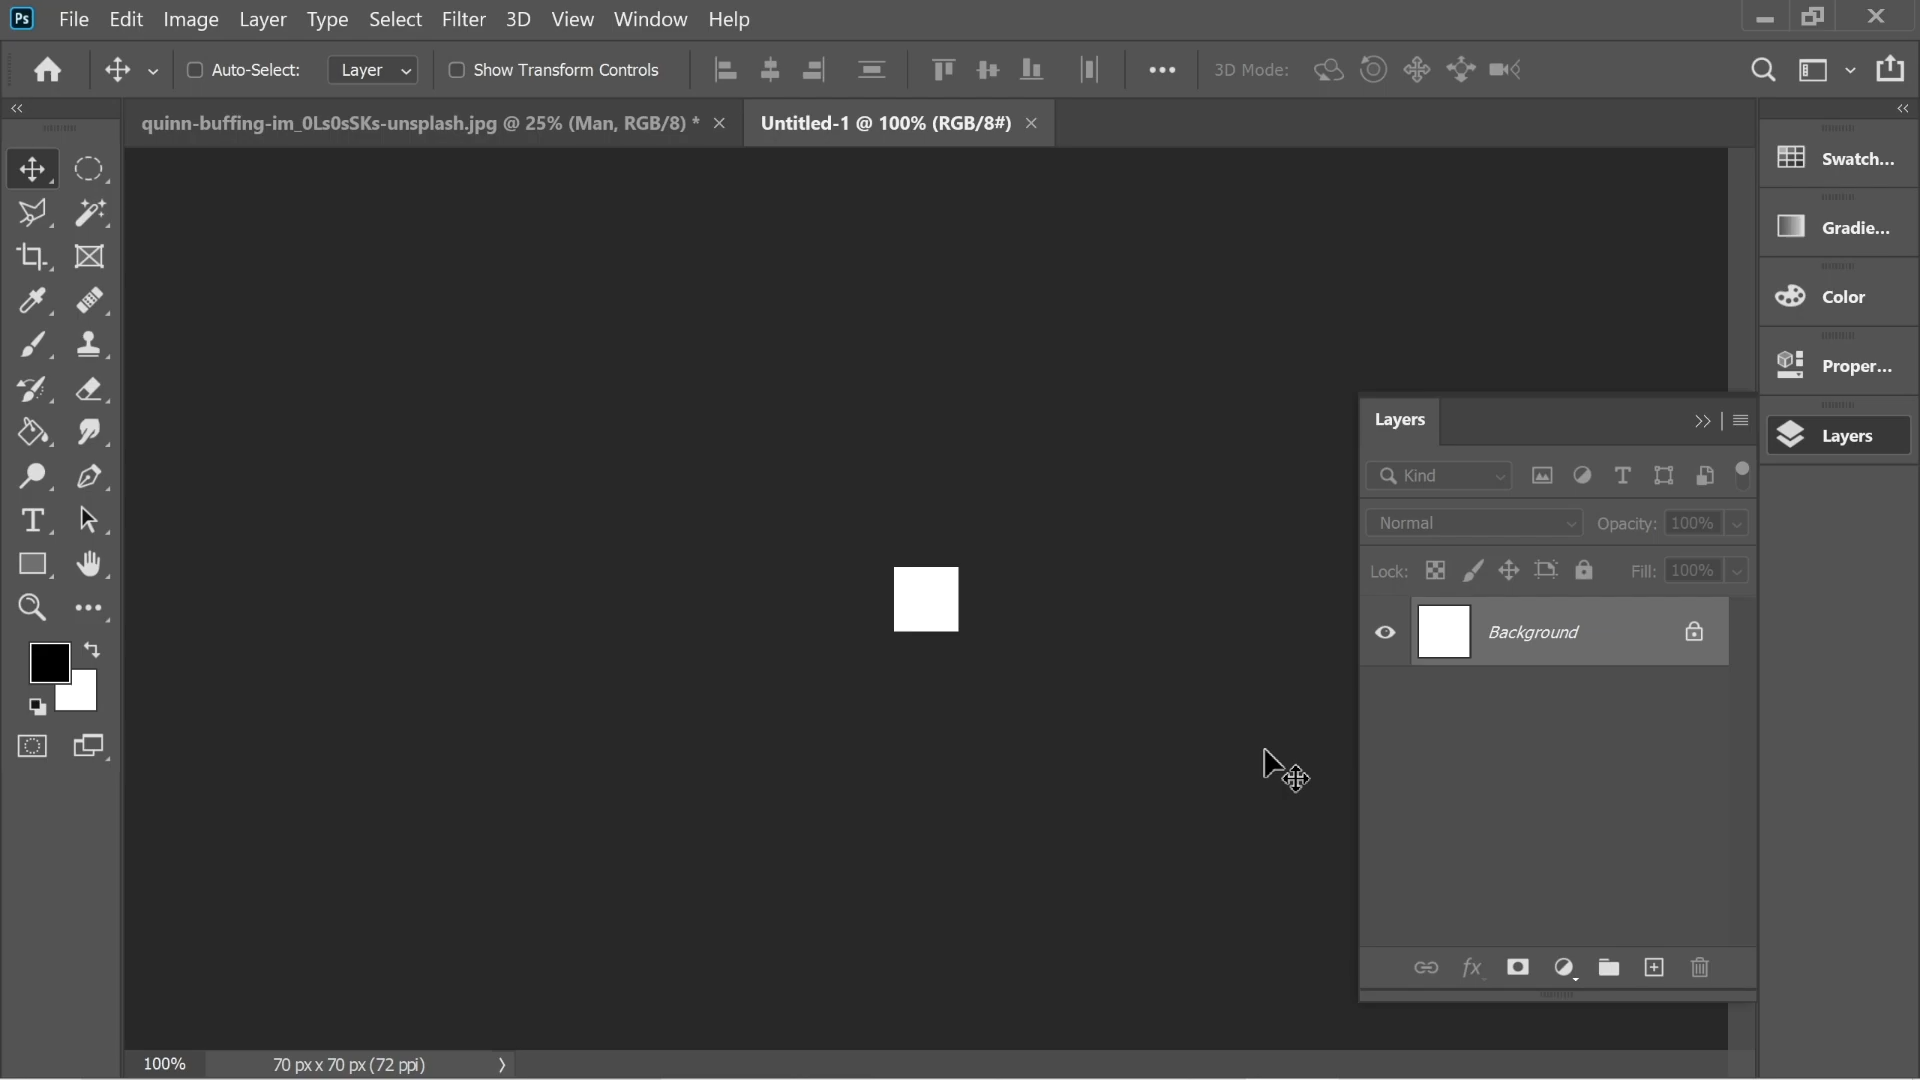 Ps File Edit Image Layer Type Select Filter 3D View Window Help
Auto-Select: Layer Show Transform Controls 3D Mode:
quinn-buffing-im_0Ls0sSKs-unsplash.jpg @ 25% (Man, RGB/8) * Untitled-1 @ 100% (RGB/8#)
Swatch...
Gradie...
Color
Proper...
Layers
Layers
Kind
Normal Opacity: 100%
Lock: Fill: 100%
Background
fx
100% 70 px x 70 px (72 ppi)